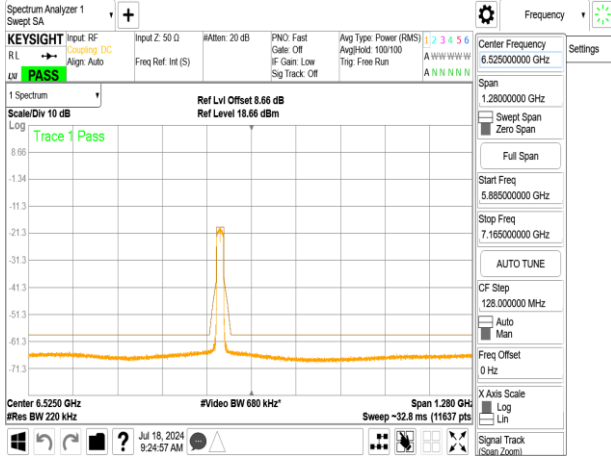 Spectrum Analyzer 1
Swept SA
+
Frequency
KEYSIGHT
RL
LXI
PASS
Input: RF
Coupling: DC
Align: Auto
Input Z: 50 Ω
Freq Ref: Int (S)
#Atten: 20 dB
PNO: Fast
Gate: Off
IF Gain: Low
Sig Track: Off
Avg Type: Power (RMS)
Avg|Hold: 100/100
Trig: Free Run
1 2 3 4 5 6
A W W W W W
A N N N N N
1 Spectrum
Scale/Div 10 dB
Ref Lvl Offset 8.66 dB
Ref Level 18.66 dBm
Log
Trace 1 Pass
8.66
-1.34
-11.3
-21.3
-31.3
-41.3
-51.3
-61.3
-71.3
Center 6.5250 GHz
#Res BW 220 kHz
#Video BW 680 kHz*
Span 1.280 GHz
Sweep ~32.8 ms (11637 pts
Center Frequency
6.525000000 GHz
Settings
Span
1.28000000 GHz
Swept Span
Zero Span
Full Span
Start Freq
5.885000000 GHz
Stop Freq
7.165000000 GHz
AUTO TUNE
CF Step
128.000000 MHz
Auto
Man
Freq Offset
0 Hz
X Axis Scale
Log
Lin
Signal Track
(Span Zoom)
?
Jul 18, 2024
9:24:57 AM